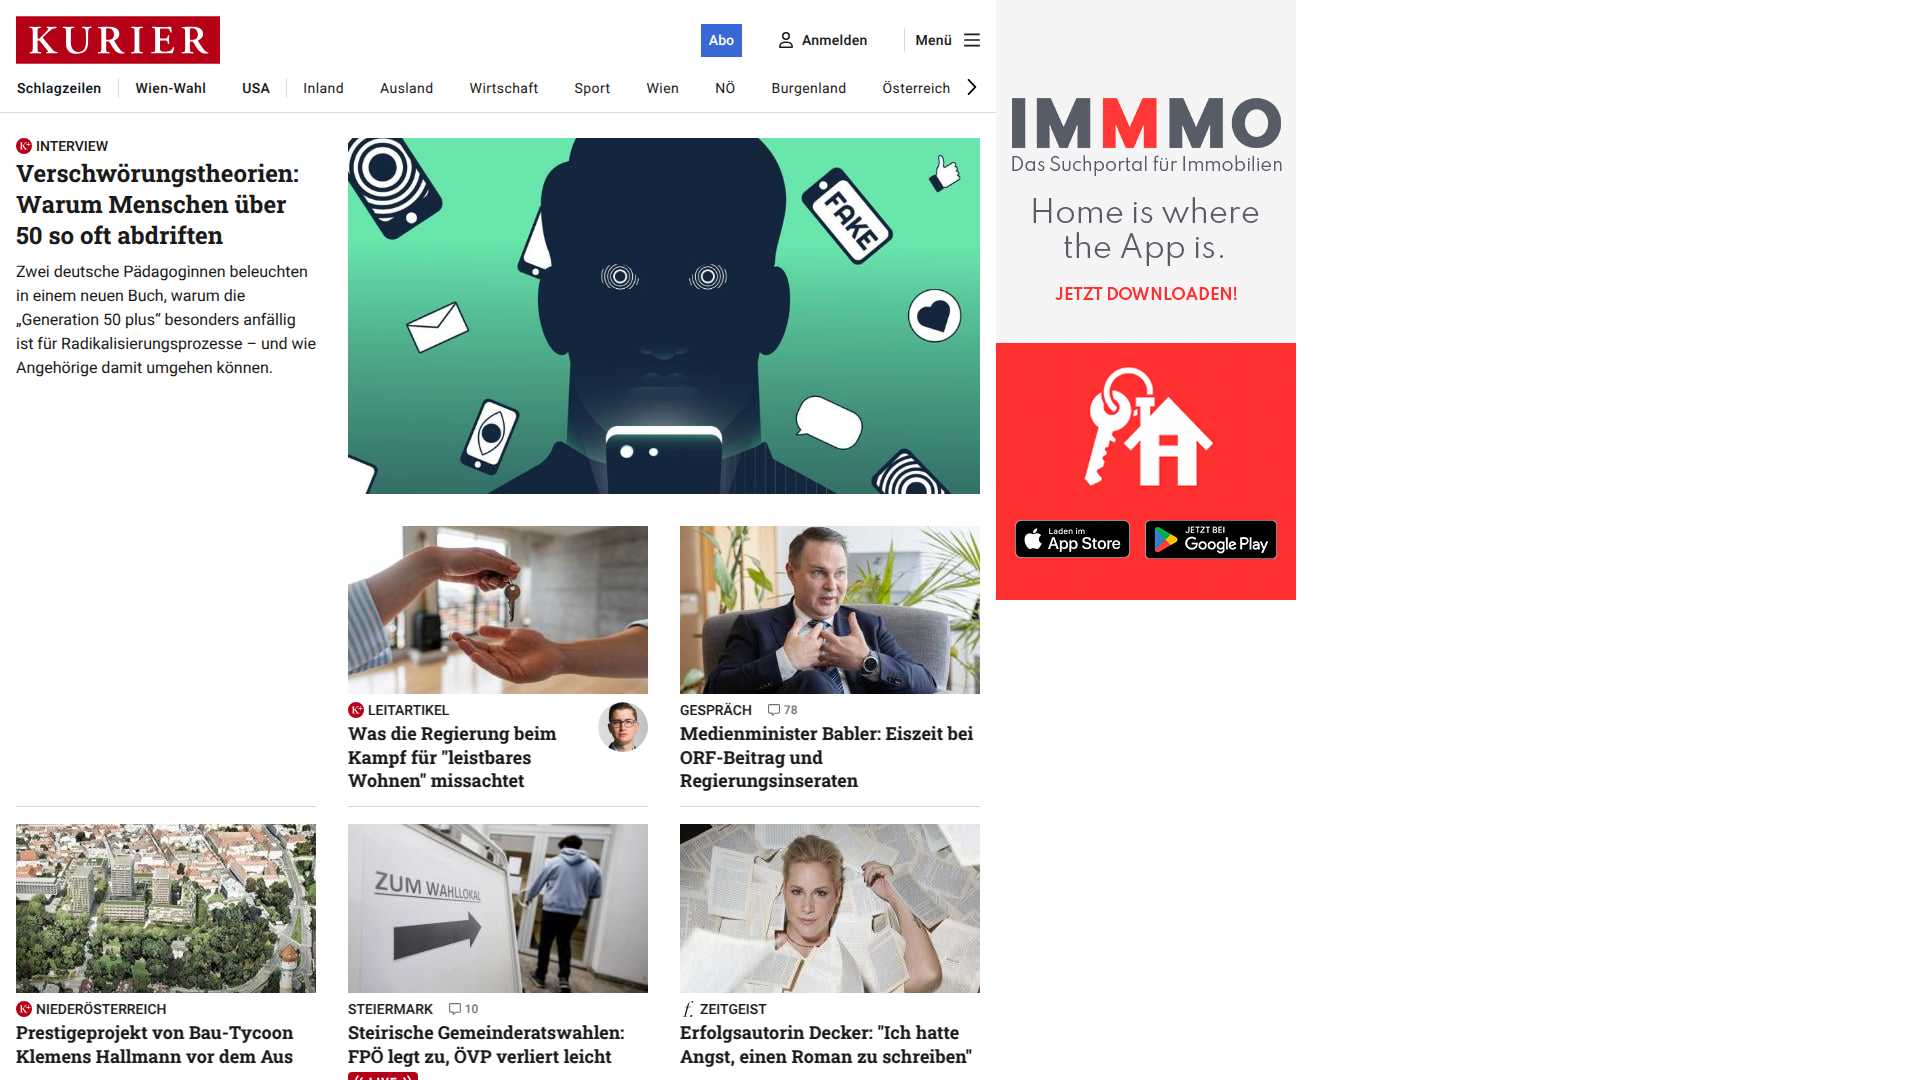 KURIER
Abo
Anmelden
Menü
Schlagzeilen
Wien-Wahl
USA
Inland
Ausland
Wirtschaft
Sport
Wien
NÖ
Burgenland
Österreich
K+ INTERVIEW
Verschwörungstheorien:
Warum Menschen über
50 so oft abdriften
Zwei deutsche Pädagoginnen beleuchten
in einem neuen Buch, warum die
„Generation 50 plus“ besonders anfällig
ist für Radikalisierungsprozesse – und wie
Angehörige damit umgehen können.
FAKE
K+ LEITARTIKEL
Was die Regierung beim
Kampf für "leistbares
Wohnen" missachtet
GESPRÄCH 78
Medienminister Babler: Eiszeit bei
ORF-Beitrag und
Regierungsinseraten
K+ NIEDERÖSTERREICH
Prestigeprojekt von Bau-Tycoon
Klemens Hallmann vor dem Aus
ZUM WAHLLOKAL
STEIERMARK 10
Steirische Gemeinderatswahlen:
FPÖ legt zu, ÖVP verliert leicht
LIVE
f. ZEITGEIST
Erfolgsautorin Decker: "Ich hatte
Angst, einen Roman zu schreiben"
IMMMO
Das Suchportal für Immobilien
Home is where
the App is.
JETZT DOWNLOADEN!
Laden im
App Store
JETZT BEI
Google Play